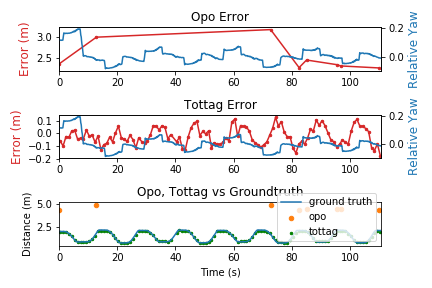 Opo Error
Error (m)
3.0
2.5
0.2
0.0
Relative Yaw
0 20 40 60 80 100
Tottag Error
Error (m)
0.1
0.0
−0.1
−0.2
0.2
0.0
Relative Yaw
0 20 40 60 80 100
Opo, Tottag vs Groundtruth
Distance (m)
5.0
2.5
ground truth
opo
tottag
0 20 40 60 80 100
Time (s)